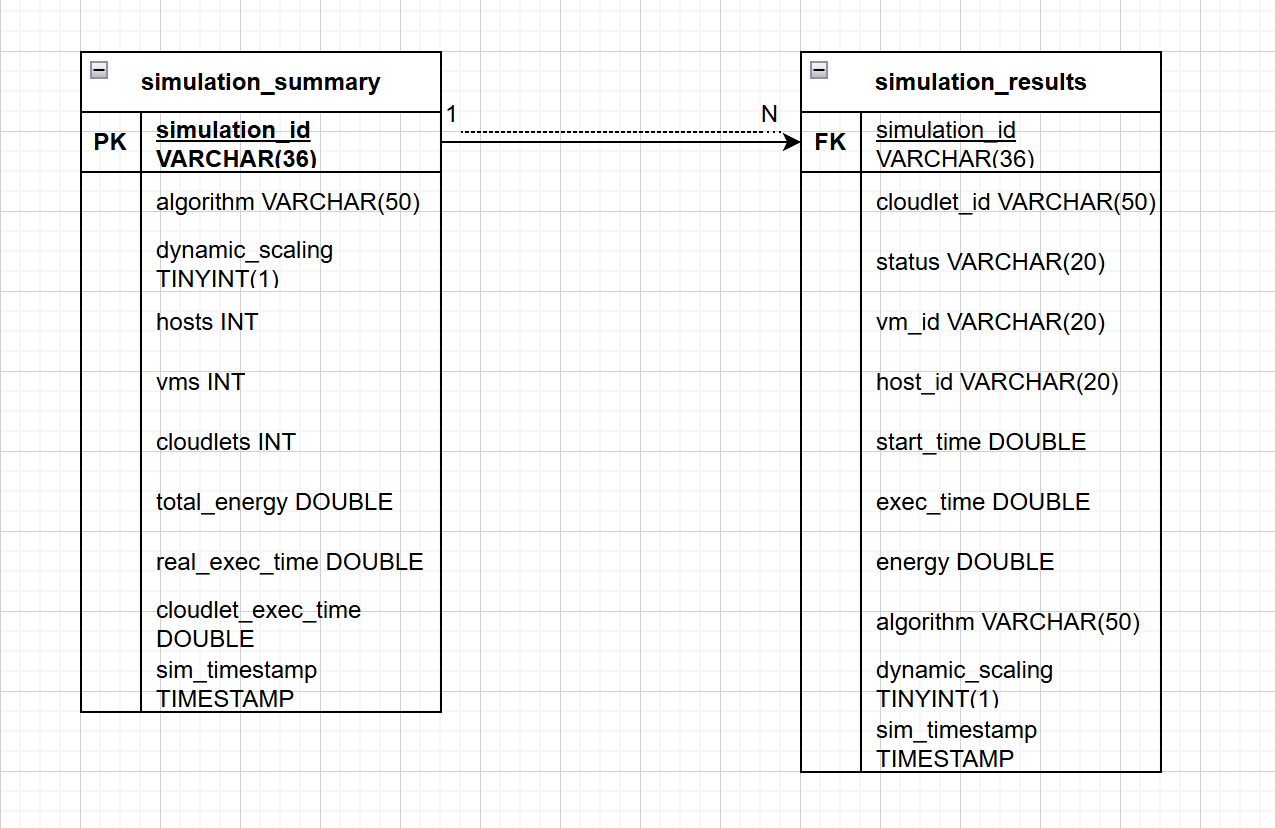 simulation_summary
PK
simulation_id
VARCHAR(36)
algorithm VARCHAR(50)
dynamic_scaling
TINYINT(1)
hosts INT
vms INT
cloudlets INT
total_energy DOUBLE
real_exec_time DOUBLE
cloudlet_exec_time
DOUBLE
sim_timestamp
TIMESTAMP
1
N
simulation_results
FK
simulation_id
VARCHAR(36)
cloudlet_id VARCHAR(50)
status VARCHAR(20)
vm_id VARCHAR(20)
host_id VARCHAR(20)
start_time DOUBLE
exec_time DOUBLE
energy DOUBLE
algorithm VARCHAR(50)
dynamic_scaling
TINYINT(1)
sim_timestamp
TIMESTAMP